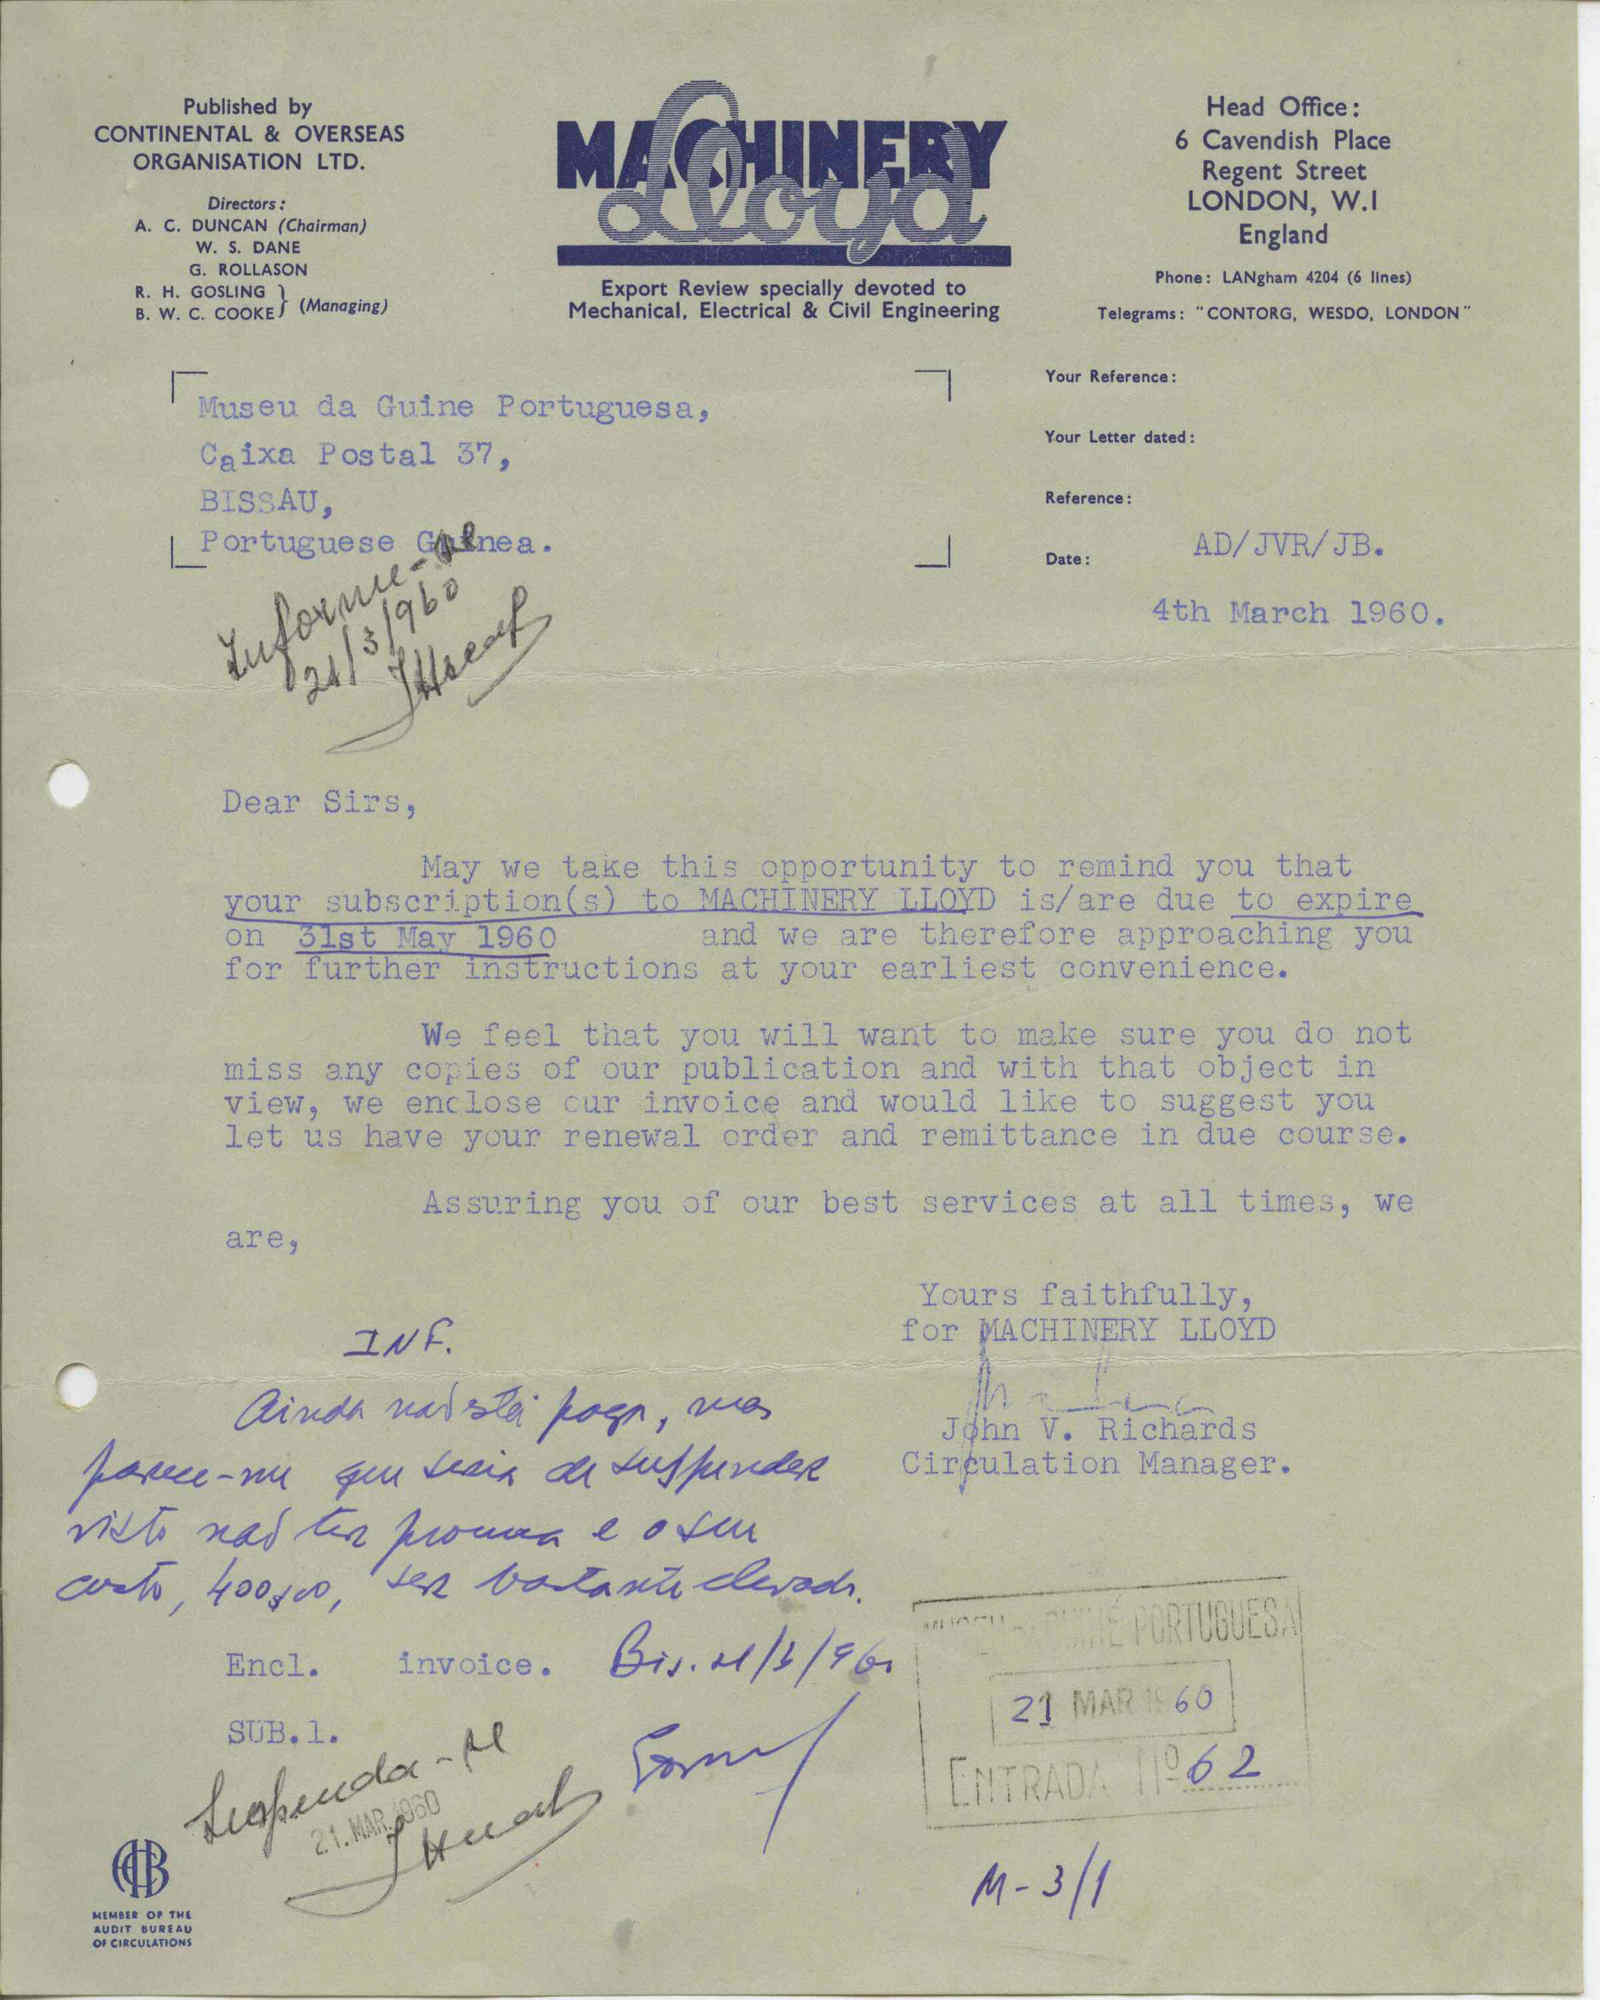 Published by
CONTINENTAL & OVERSEAS
ORGANISATION LTD.
Directors:
A. C. DUNCAN (Chairman)
W. S. DANE
G. ROLLASON
R. H. GOSLING
B. W. C. COOKE } (Managing)
MACHINERY
Lloyd
Export Review specially devoted to
Mechanical, Electrical & Civil Engineering
Head Office:
6 Cavendish Place
Regent Street
LONDON, W.I
England
Phone: LANgham 4204 (6 lines)
Telegrams: "CONTORG, WESDO, LONDON"
Museu da Guine Portuguesa,
Caixa Postal 37,
BISSAU,
Portuguese Guinea.
Your Reference:
Your Letter dated:
Reference:
AD/JVR/JB.
Date:
4th March 1960.
Informe-se
21/3/960
Dear Sirs,
May we take this opportunity to remind you that
your subscription(s) to MACHINERY LLOYD is/are due to expire
on 31st May 1960 and we are therefore approaching you
for further instructions at your earliest convenience.
We feel that you will want to make sure you do not
miss any copies of our publication and with that object in
view, we enclose our invoice and would like to suggest you
let us have your renewal order and remittance in due course.
Assuring you of our best services at all times, we
are,
Yours faithfully,
for MACHINERY LLOYD
John V. Richards
Circulation Manager.
INF.
Ainda não está paga, mas
parece-me que seria de suspender
visto não ter procura e o seu
custo, 400$00, ser bastante elevado.
Encl. invoice.
Bis. 21/3/960
SUB.1.
Suspenda-se
21. MAR. 1960
MUSEU DA GUINÉ PORTUGUESA
21 MAR 1960
ENTRADA Nº 62
M-3/1
MEMBER OF THE
AUDIT BUREAU
OF CIRCULATIONS